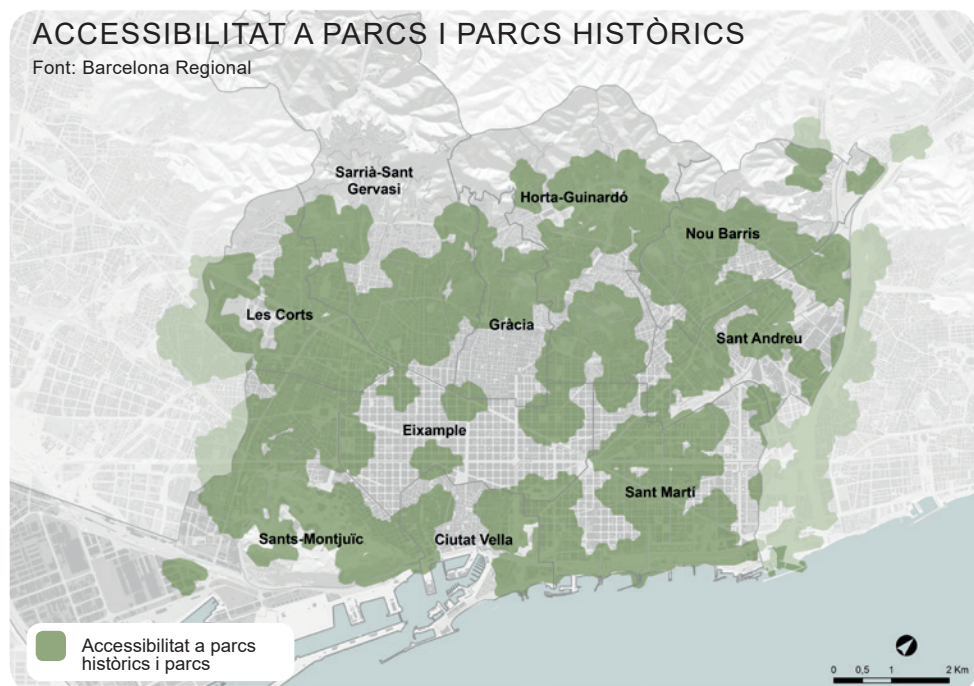 ACCESSIBILITAT A PARCS I PARCS HISTÒRICS
Font: Barcelona Regional
Sarrià-Sant
Gervasi
Horta-Guinardó
Nou Barris
Les Corts
Gràcia
Sant Andreu
Eixample
Sant Martí
Sants-Montjuïc
Ciutat Vella
Accessibilitat a parcs
històrics i parcs
0 0,5 1 2 Km